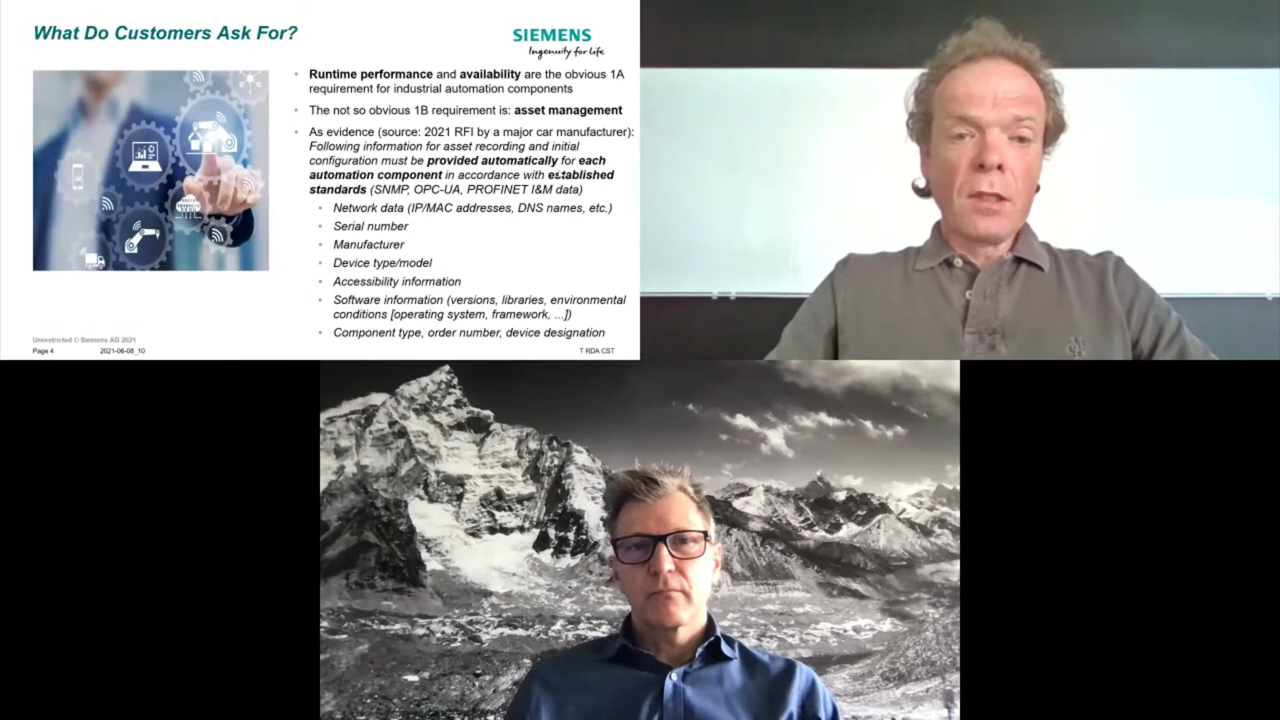 What Do Customers Ask For?
SIEMENS
Ingenuity for life
• Runtime performance and availability are the obvious 1A
requirement for industrial automation components
• The not so obvious 1B requirement is: asset management
• As evidence (source: 2021 RFI by a major car manufacturer):
Following information for asset recording and initial
configuration must be provided automatically for each
automation component in accordance with established
standards (SNMP, OPC-UA, PROFINET I&M data)
• Network data (IP/MAC addresses, DNS names, etc.)
• Serial number
• Manufacturer
• Device type/model
• Accessibility information
• Software information (versions, libraries, environmental
conditions [operating system, framework, ...])
• Component type, order number, device designation
Unrestricted © Siemens AG 2021
Page 4 2021-06-08_10 T RDA CST